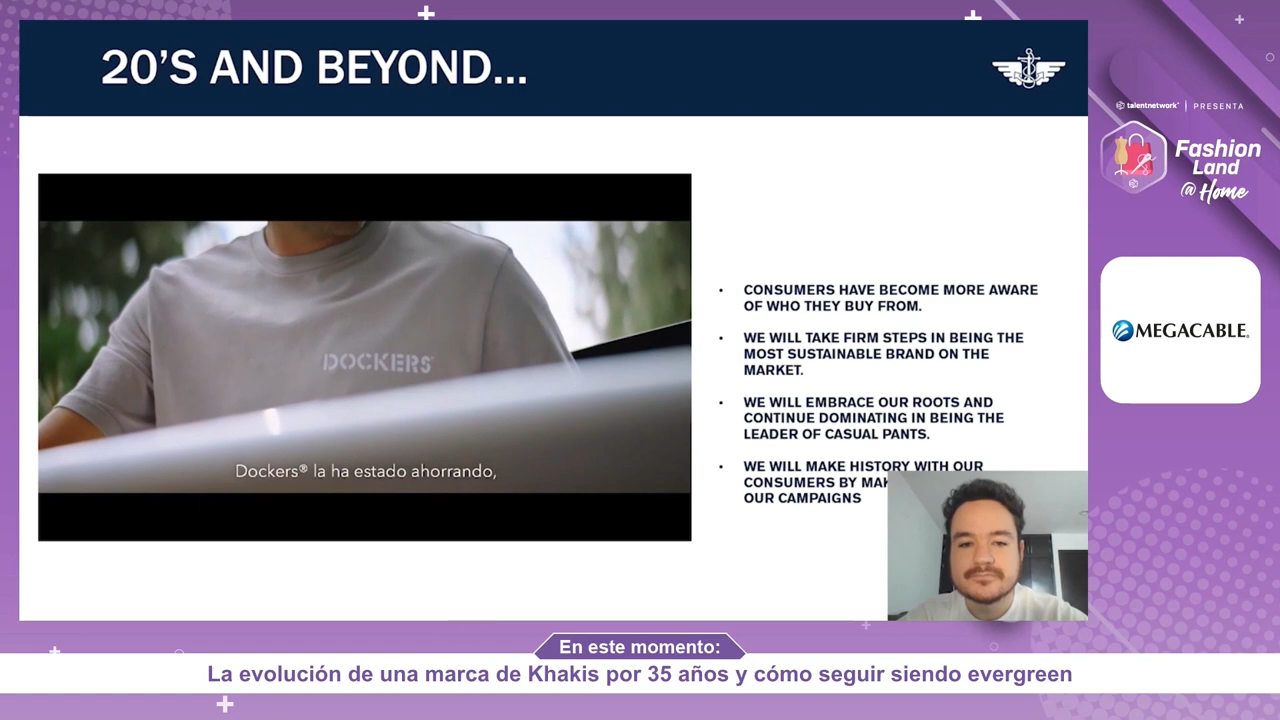 20'S AND BEYOND...
talentnetwork
PRESENTA
Fashion
Land
@ Home
DOCKERS
Dockers® la ha estado ahorrando,
• CONSUMERS HAVE BECOME MORE AWARE
OF WHO THEY BUY FROM.
• WE WILL TAKE FIRM STEPS IN BEING THE
MOST SUSTAINABLE BRAND ON THE
MARKET.
• WE WILL EMBRACE OUR ROOTS AND
CONTINUE DOMINATING IN BEING THE
LEADER OF CASUAL PANTS.
• WE WILL MAKE HISTORY WITH OUR
CONSUMERS BY
OUR CAMPAIGNS
MEGACABLE
En este momento:
La evolución de una marca de Khakis por 35 años y cómo seguir siendo evergreen